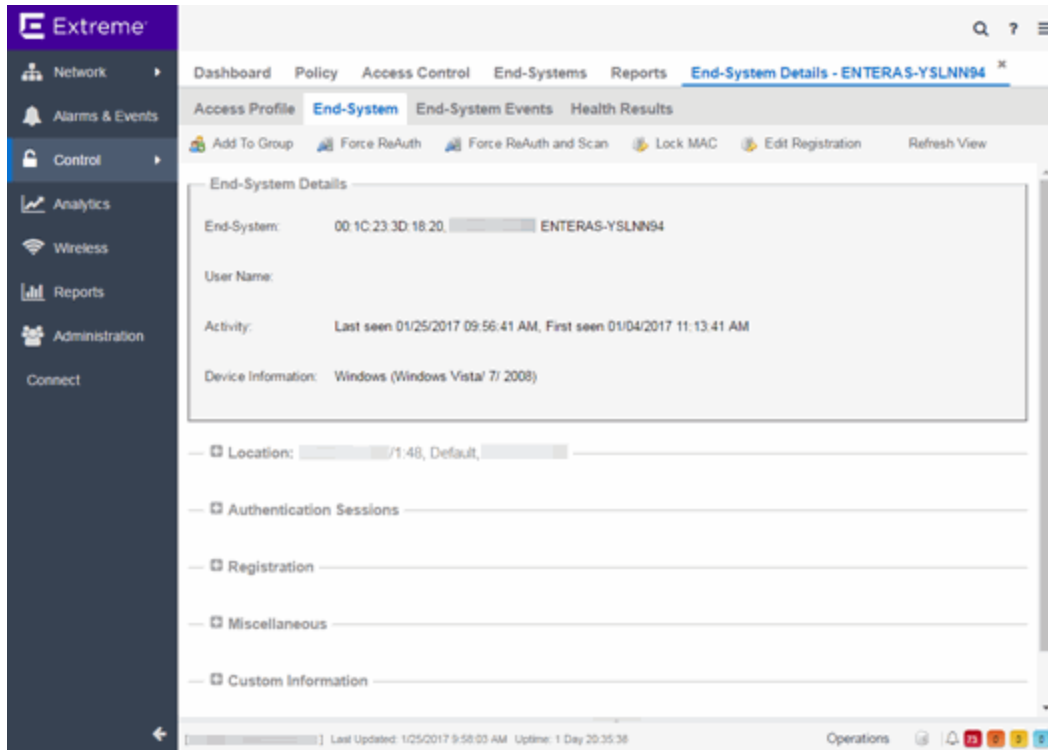 Extreme
Network
Alarms & Events
Control
Analytics
Wireless
Reports
Administration
Connect
?
Dashboard Policy Access Control End-Systems Reports End-System Details - ENTERAS-YSLNN94 ×
Access Profile End-System End-System Events Health Results
Add To Group Force ReAuth Force ReAuth and Scan Lock MAC Edit Registration Refresh View
End-System Details
End-System: 00:1C:23:3D:18:20, ENTERAS-YSLNN94
User Name:
Activity: Last seen 01/25/2017 09:56:41 AM, First seen 01/04/2017 11:13:41 AM
Device Information: Windows (Windows Vista/ 7/ 2008)
Location: /1:48, Default,
Authentication Sessions
Registration
Miscellaneous
Custom Information
[ ] Last Updated: 1/25/2017 9:58:03 AM Uptime: 1 Day 20:35:38 Operations 73 0 3 0